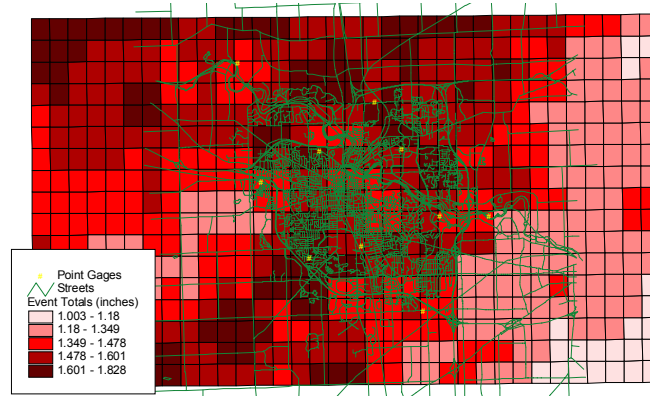 Point Gages
Streets
Event Totals (inches)
1.003 - 1.18
1.18 - 1.349
1.349 - 1.478
1.478 - 1.601
1.601 - 1.828